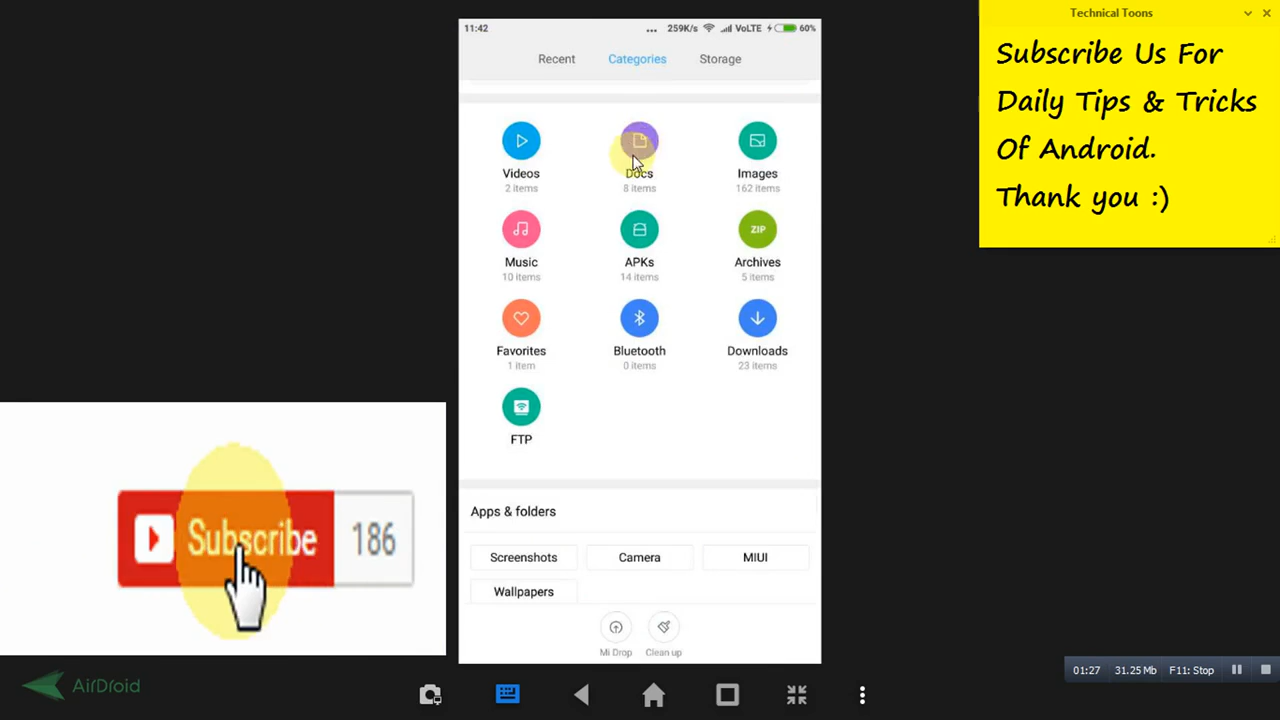 11:42
... 259K/s VoLTE 60%
Recent Categories Storage
Videos
2 items
Docs
8 items
Images
162 items
Music
10 items
APKs
14 items
ZIP
Archives
5 items
Favorites
1 item
Bluetooth
0 items
Downloads
23 items
FTP
Apps & folders
Screenshots Camera MIUI
Wallpapers
Mi Drop Clean up
Technical Toons
Subscribe Us For
Daily Tips & Tricks
Of Android.
Thank you :)
Subscribe 186
AirDroid
01:27 31.25 Mb F11: Stop